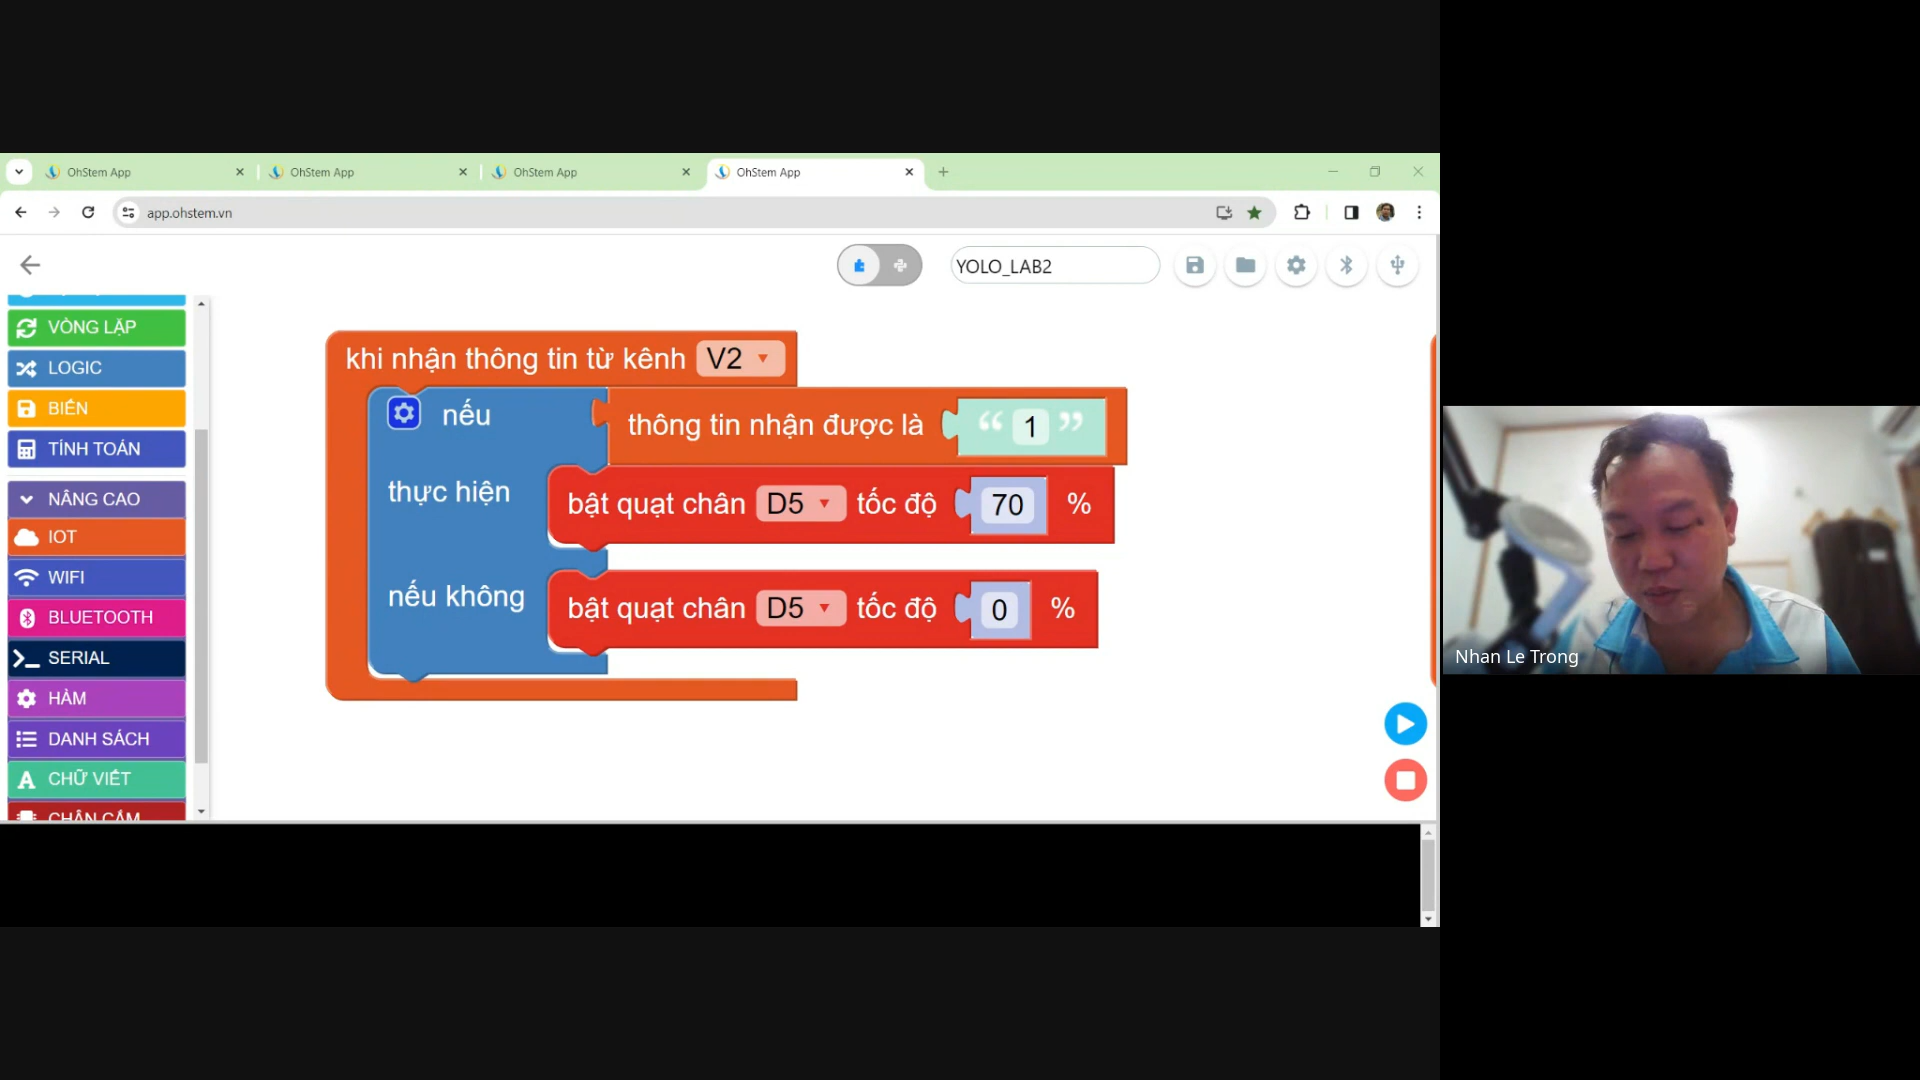 OhStem App
OhStem App
OhStem App
OhStem App
app.ohstem.vn
YOLO_LAB2
VÒNG LẶP
LOGIC
BIẾN
TÍNH TOÁN
NÂNG CAO
IOT
WIFI
BLUETOOTH
SERIAL
HÀM
DANH SÁCH
CHỮ VIẾT
CHÂN CẮM
khi nhận thông tin từ kênh V2
nếu thông tin nhận được là “ 1 ”
thực hiện bật quạt chân D5 tốc độ 70 %
nếu không bật quạt chân D5 tốc độ 0 %
Nhan Le Trong